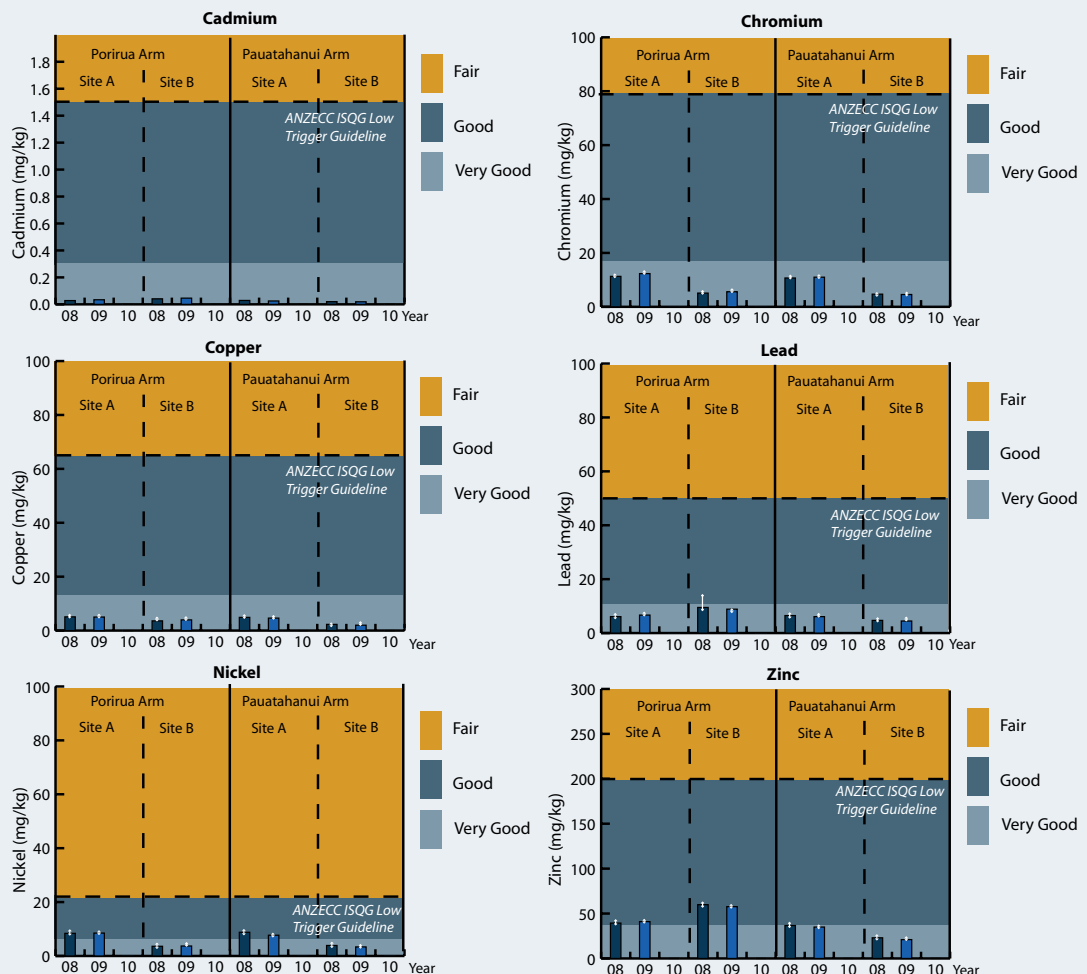 Cadmium
Cadmium (mg/kg)
1.8
1.6
1.4
1.2
1.0
0.8
0.6
0.4
0.2
0.0
Porirua Arm
Pauatahanui Arm
Site A
Site B
Site A
Site B
ANZECC ISQG Low
Trigger Guideline
08 09 10 08 09 10 08 09 10 08 09 10 Year
Fair
Good
Very Good
Chromium
Chromium (mg/kg)
100
80
60
40
20
0
Porirua Arm
Pauatahanui Arm
Site A
Site B
Site A
Site B
ANZECC ISQG Low
Trigger Guideline
08 09 10 08 09 10 08 09 10 08 09 10 Year
Fair
Good
Very Good
Copper
Copper (mg/kg)
100
80
60
40
20
0
Porirua Arm
Pauatahanui Arm
Site A
Site B
Site A
Site B
ANZECC ISQG Low
Trigger Guideline
08 09 10 08 09 10 08 09 10 08 09 10 Year
Fair
Good
Very Good
Lead
Lead (mg/kg)
100
80
60
40
20
0
Porirua Arm
Pauatahanui Arm
Site A
Site B
Site A
Site B
ANZECC ISQG Low
Trigger Guideline
08 09 10 08 09 10 08 09 10 08 09 10 Year
Fair
Good
Very Good
Nickel
Nickel (mg/kg)
100
80
60
40
20
0
Porirua Arm
Pauatahanui Arm
Site A
Site B
Site A
Site B
ANZECC ISQG Low
Trigger Guideline
08 09 10 08 09 10 08 09 10 08 09 10 Year
Fair
Good
Very Good
Zinc
Zinc (mg/kg)
300
250
200
150
100
50
0
Porirua Arm
Pauatahanui Arm
Site A
Site B
Site A
Site B
ANZECC ISQG Low
Trigger Guideline
08 09 10 08 09 10 08 09 10 08 09 10 Year
Fair
Good
Very Good